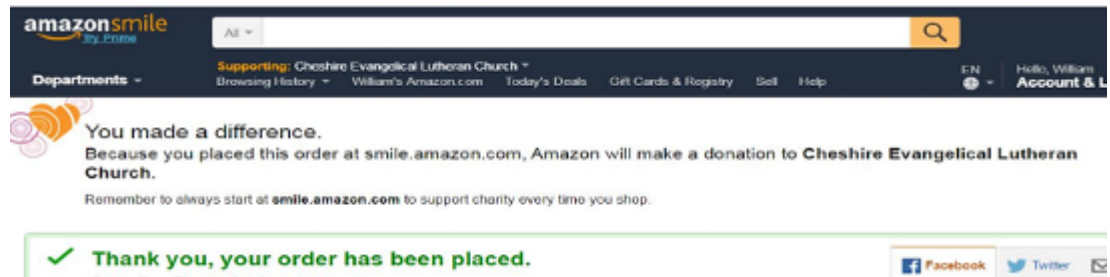 amazonsmile
Try Prime
All
Supporting: Cheshire Evangelical Lutheran Church
Departments
Browsing History William's Amazon.com Today's Deals Gift Cards & Registry Sell Help
EN
Hello, William
Account & L
You made a difference.
Because you placed this order at smile.amazon.com, Amazon will make a donation to Cheshire Evangelical Lutheran
Church.
Remember to always start at smile.amazon.com to support charity every time you shop.
Thank you, your order has been placed.
Facebook Twitter